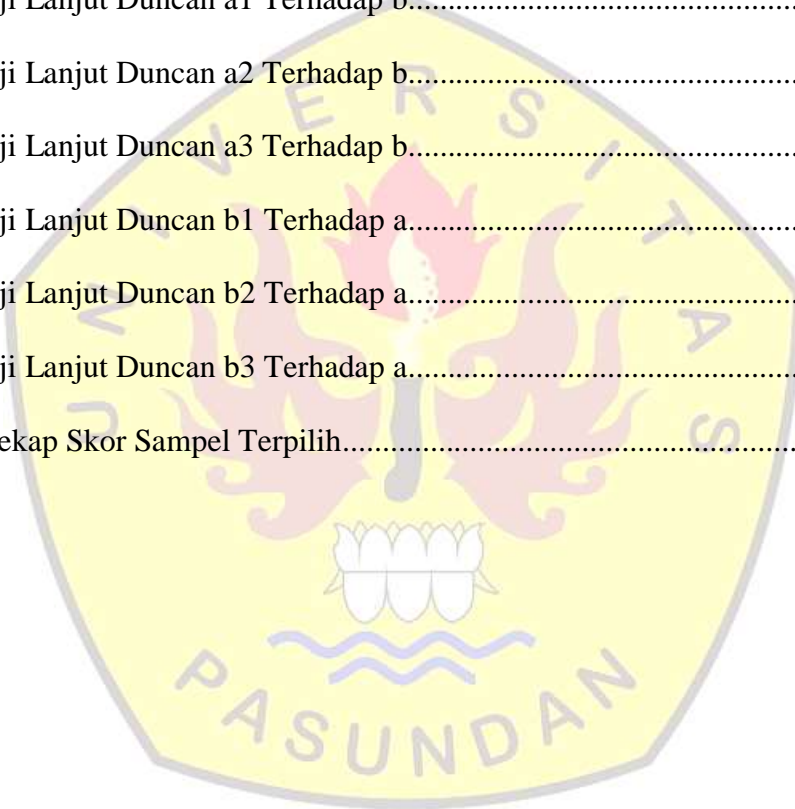 ji Lanjut Duncan a1 Terhadap b..........................................................
ji Lanjut Duncan a2 Terhadap b..........................................................
ji Lanjut Duncan a3 Terhadap b..........................................................
ji Lanjut Duncan b1 Terhadap a..........................................................
ji Lanjut Duncan b2 Terhadap a..........................................................
ji Lanjut Duncan b3 Terhadap a..........................................................
ekap Skor Sampel Terpilih....................................................................
UNIVERSITAS
PASUNDAN